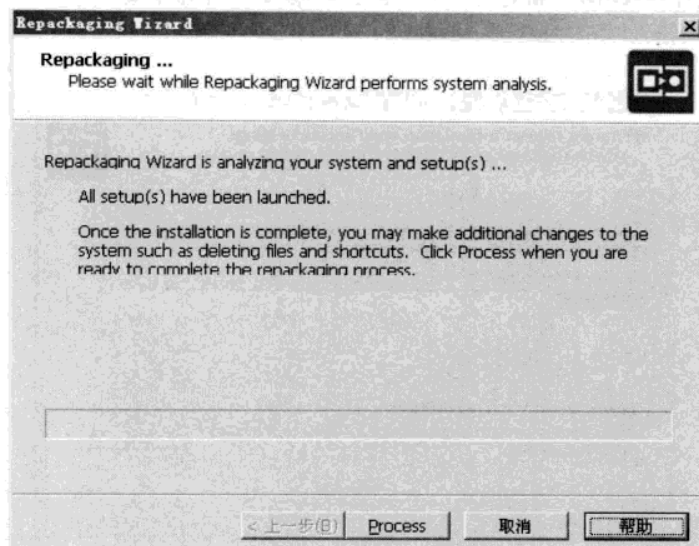 Repackaging Wizard
Repackaging ...
Please wait while Repackaging Wizard performs system analysis.
Repackaging Wizard is analyzing your system and setup(s) ...
All setup(s) have been launched.
Once the installation is complete, you may make additional changes to the
system such as deleting files and shortcuts. Click Process when you are
ready to complete the repackaging process.
< 上一步(B)
Process
取消
帮助